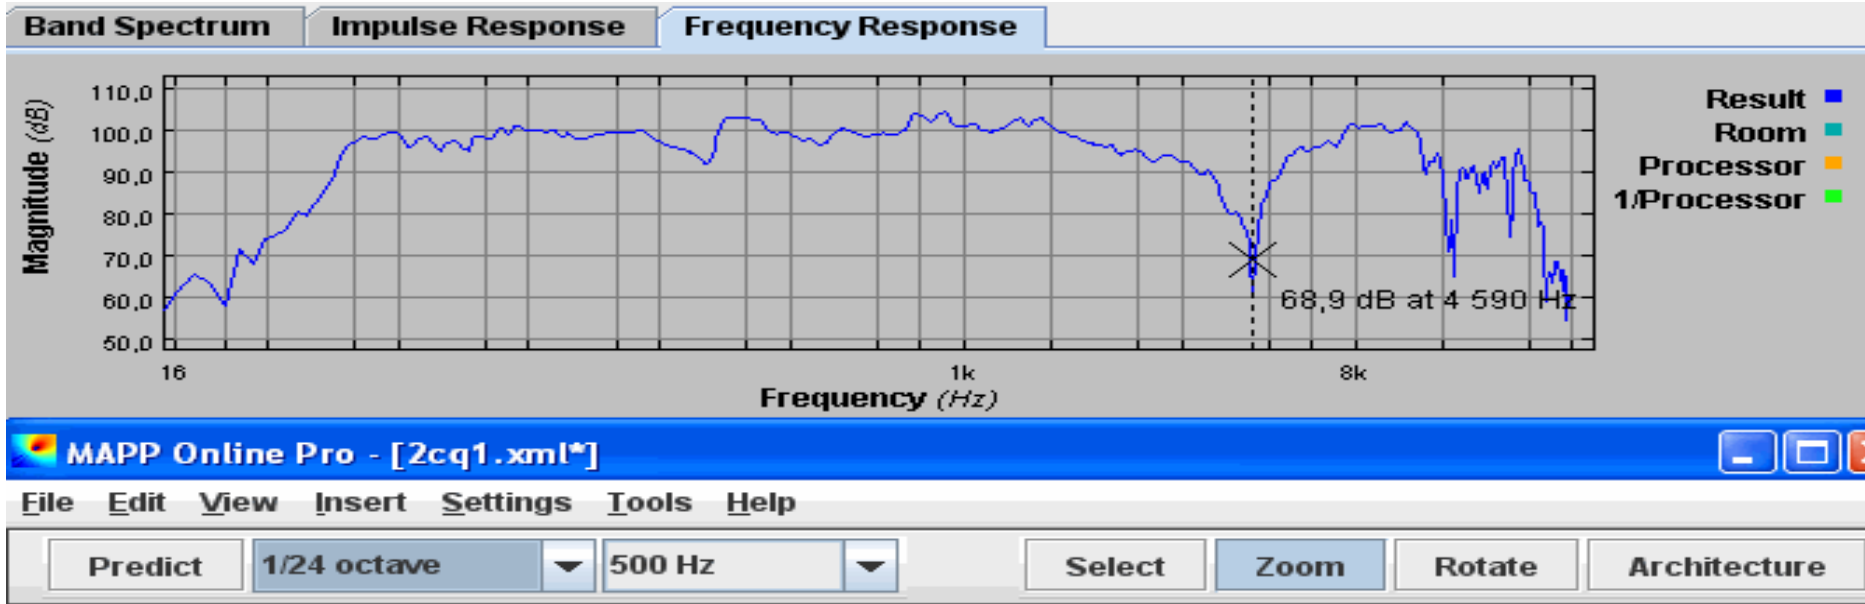 Band Spectrum Impulse Response Frequency Response
110,0
100,0
90,0
80,0
70,0
60,0
50,0
Magnitude (dB)
68,9 dB at 4 590 Hz
16 1k 8k
Frequency (Hz)
Result
Room
Processor
1/Processor
MAPP Online Pro - [2cq1.xml*]
File Edit View Insert Settings Tools Help
Predict 1/24 octave 500 Hz Select Zoom Rotate Architecture